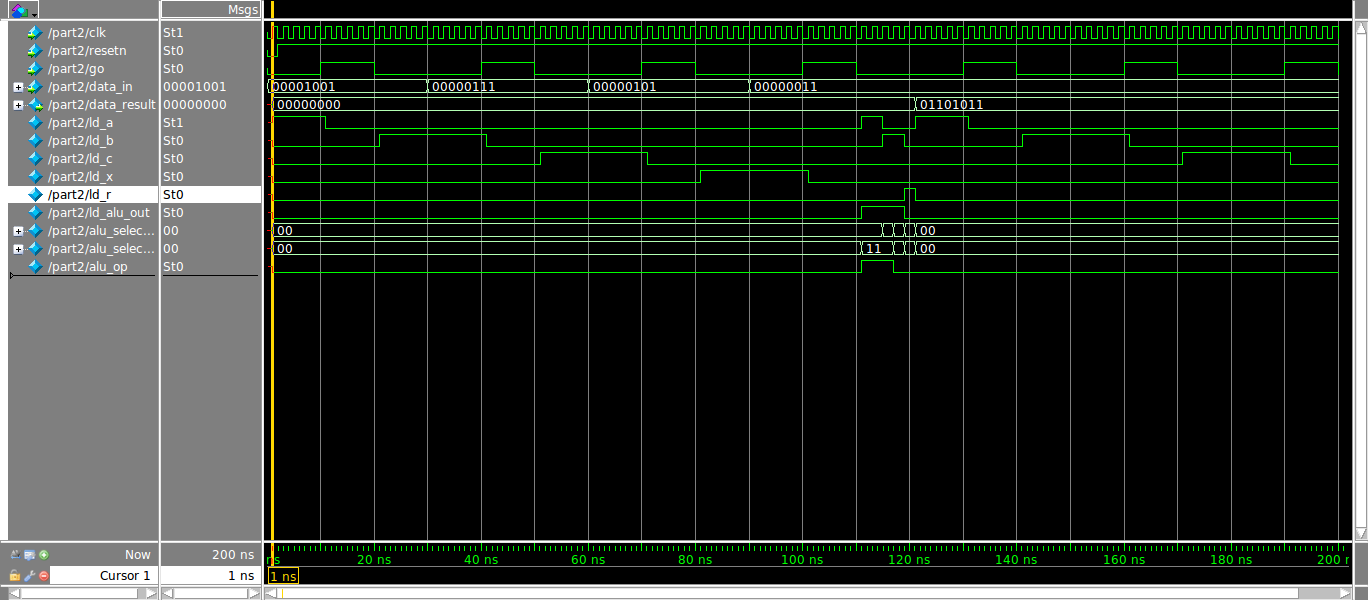 Msgs
/part2/clk St1
/part2/resetn St0
/part2/go St0
/part2/data_in 00001001 00001001 00000111 00000101 00000011
/part2/data_result 00000000 00000000 01101011
/part2/ld_a St1
/part2/ld_b St0
/part2/ld_c St0
/part2/ld_x St0
/part2/ld_r St0
/part2/ld_alu_out St0
/part2/alu_selec... 00 00 00
/part2/alu_selec... 00 00 11 00
/part2/alu_op St0
Now 200 ns ns 20 ns 40 ns 60 ns 80 ns 100 ns 120 ns 140 ns 160 ns 180 ns 200 n
Cursor 1 1 ns 1 ns